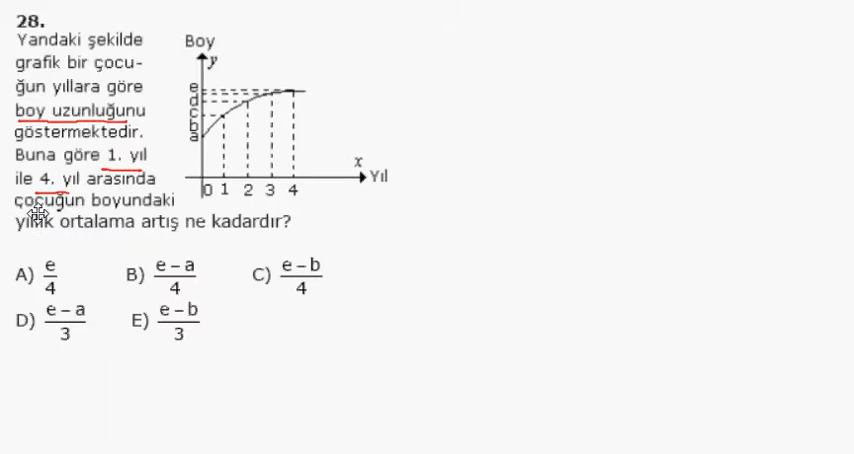 28.
Yandaki şekilde
grafik bir çocu-
ğun yıllara göre
boy uzunluğunu
göstermektedir.
Buna göre 1. yıl
ile 4. yıl arasında
çocuğun boyundaki
yıllık ortalama artış ne kadardır?
Boy
y
e
d
c
b
a
x
Yıl
0 1 2 3 4
A) e/4 B) e – a/4 C) e – b/4
D) e – a/3 E) e – b/3